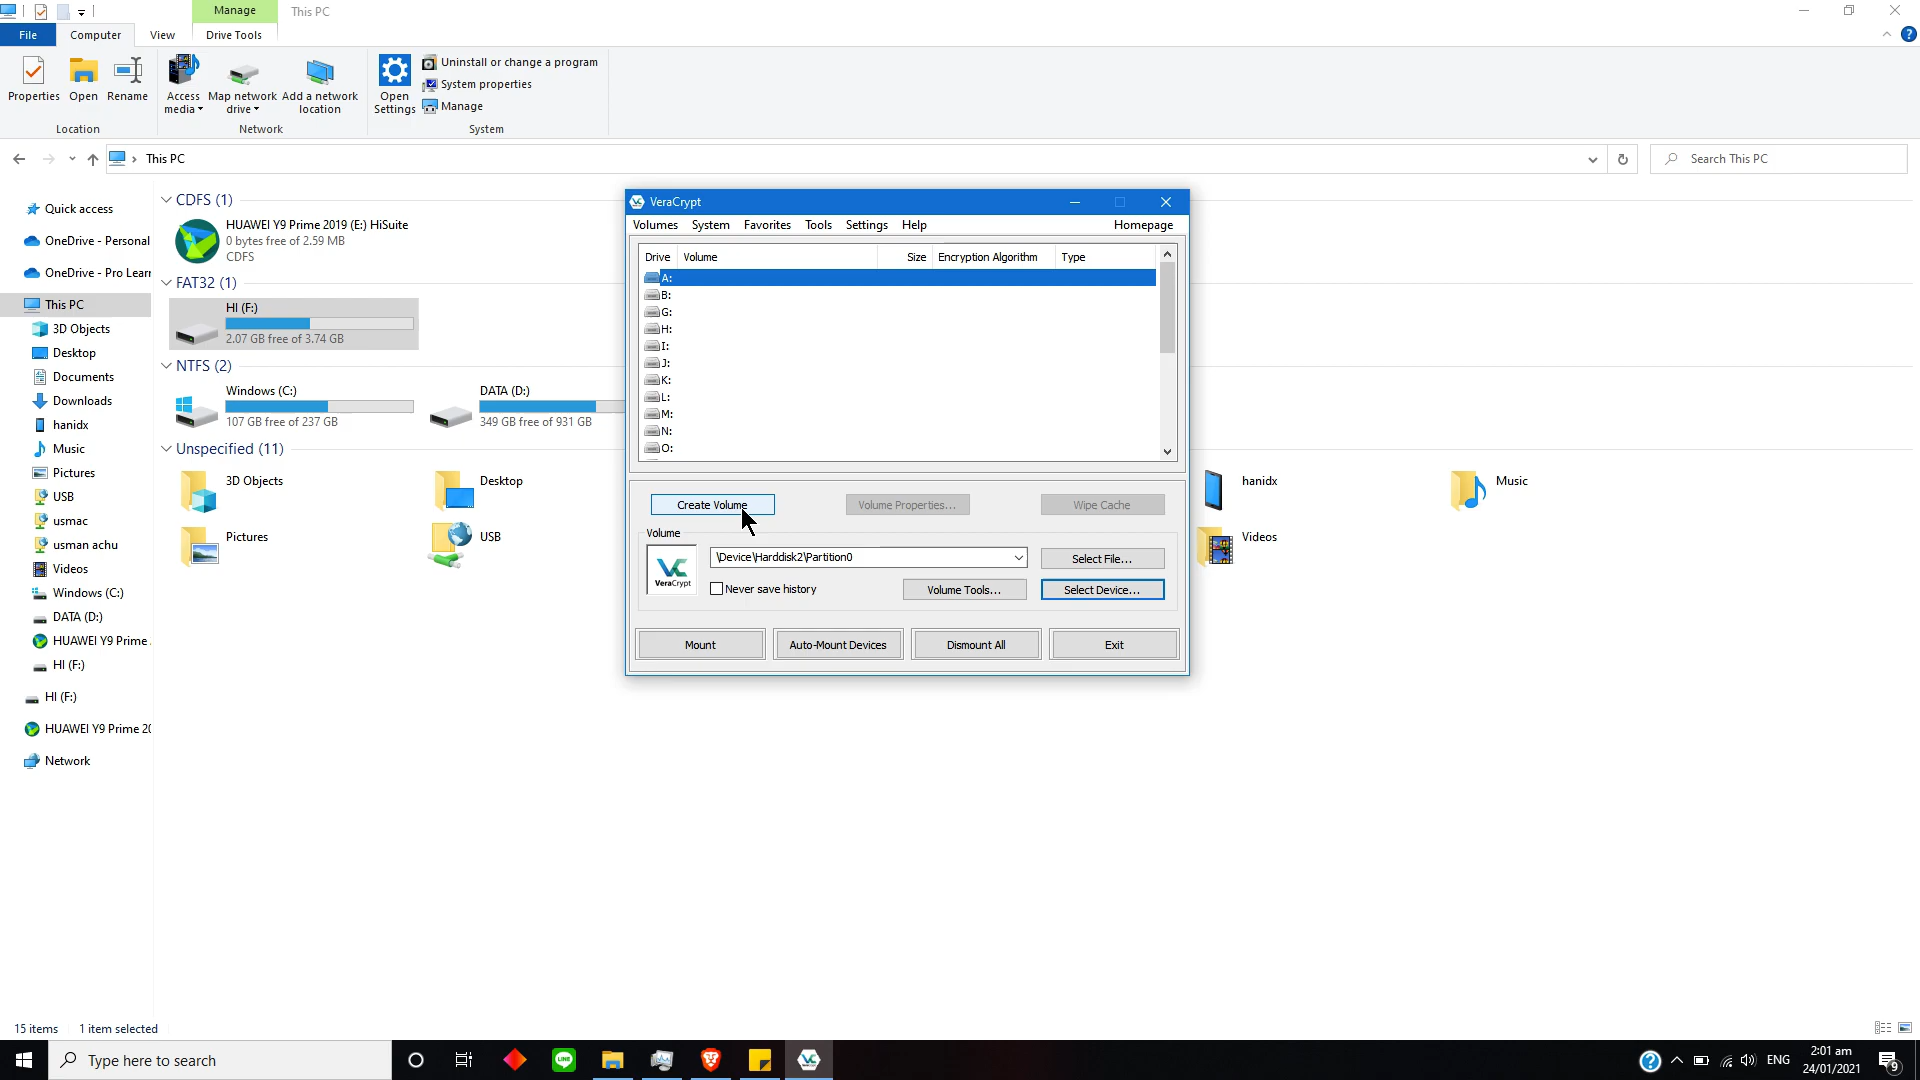 Manage
This PC
File
Computer
View
Drive Tools
Properties
Open
Rename
Access media
Map network drive
Add a network location
Open Settings
Uninstall or change a program
System properties
Manage
Location
Network
System
This PC
Search This PC
Quick access
OneDrive - Personal
OneDrive - Pro Learn
This PC
3D Objects
Desktop
Documents
Downloads
hanidx
Music
Pictures
USB
usmac
usman achu
Videos
Windows (C:)
DATA (D:)
HUAWEI Y9 Prime
HI (F:)
HI (F:)
HUAWEI Y9 Prime 20
Network
CDFS (1)
HUAWEI Y9 Prime 2019 (E:) HiSuite
0 bytes free of 2.59 MB
CDFS
FAT32 (1)
HI (F:)
2.07 GB free of 3.74 GB
NTFS (2)
Windows (C:)
107 GB free of 237 GB
DATA (D:)
349 GB free of 931 GB
Unspecified (11)
3D Objects
Desktop
hanidx
Music
Pictures
USB
Videos
VeraCrypt
Volumes System Favorites Tools Settings Help Homepage
Drive Volume Size Encryption Algorithm Type
A:
B:
G:
H:
I:
J:
K:
L:
M:
N:
O:
Create Volume
Volume Properties...
Wipe Cache
Volume
VeraCrypt
\Device\Harddisk2\Partition0
Select File...
Never save history
Volume Tools...
Select Device...
Mount
Auto-Mount Devices
Dismount All
Exit
15 items
1 item selected
Type here to search
LINE
ENG
2:01 am
24/01/2021
9